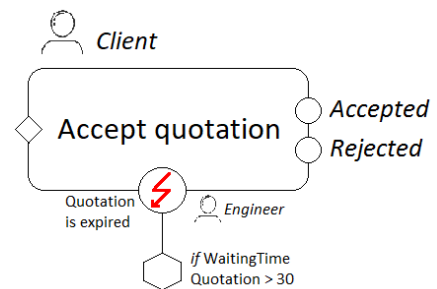 Client
Accept quotation
Accepted
Rejected
Quotation
is expired
Engineer
if WaitingTime
Quotation > 30